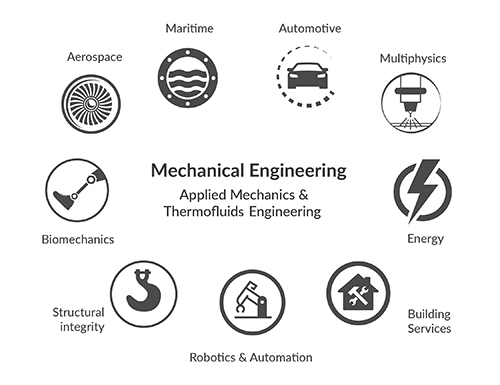 Maritime
Automotive
Aerospace
Multiphysics
Mechanical Engineering
Applied Mechanics &
Thermofluids Engineering
Biomechanics
Energy
Structural
integrity
Building
Services
Robotics & Automation